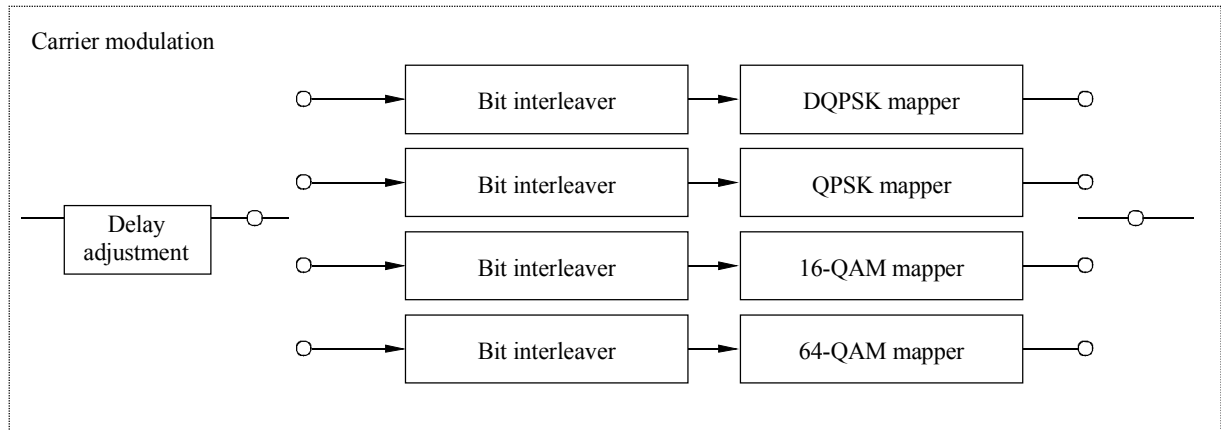 Carrier modulation
Bit interleaver
DQPSK mapper
Bit interleaver
QPSK mapper
Delay
adjustment
Bit interleaver
16-QAM mapper
Bit interleaver
64-QAM mapper